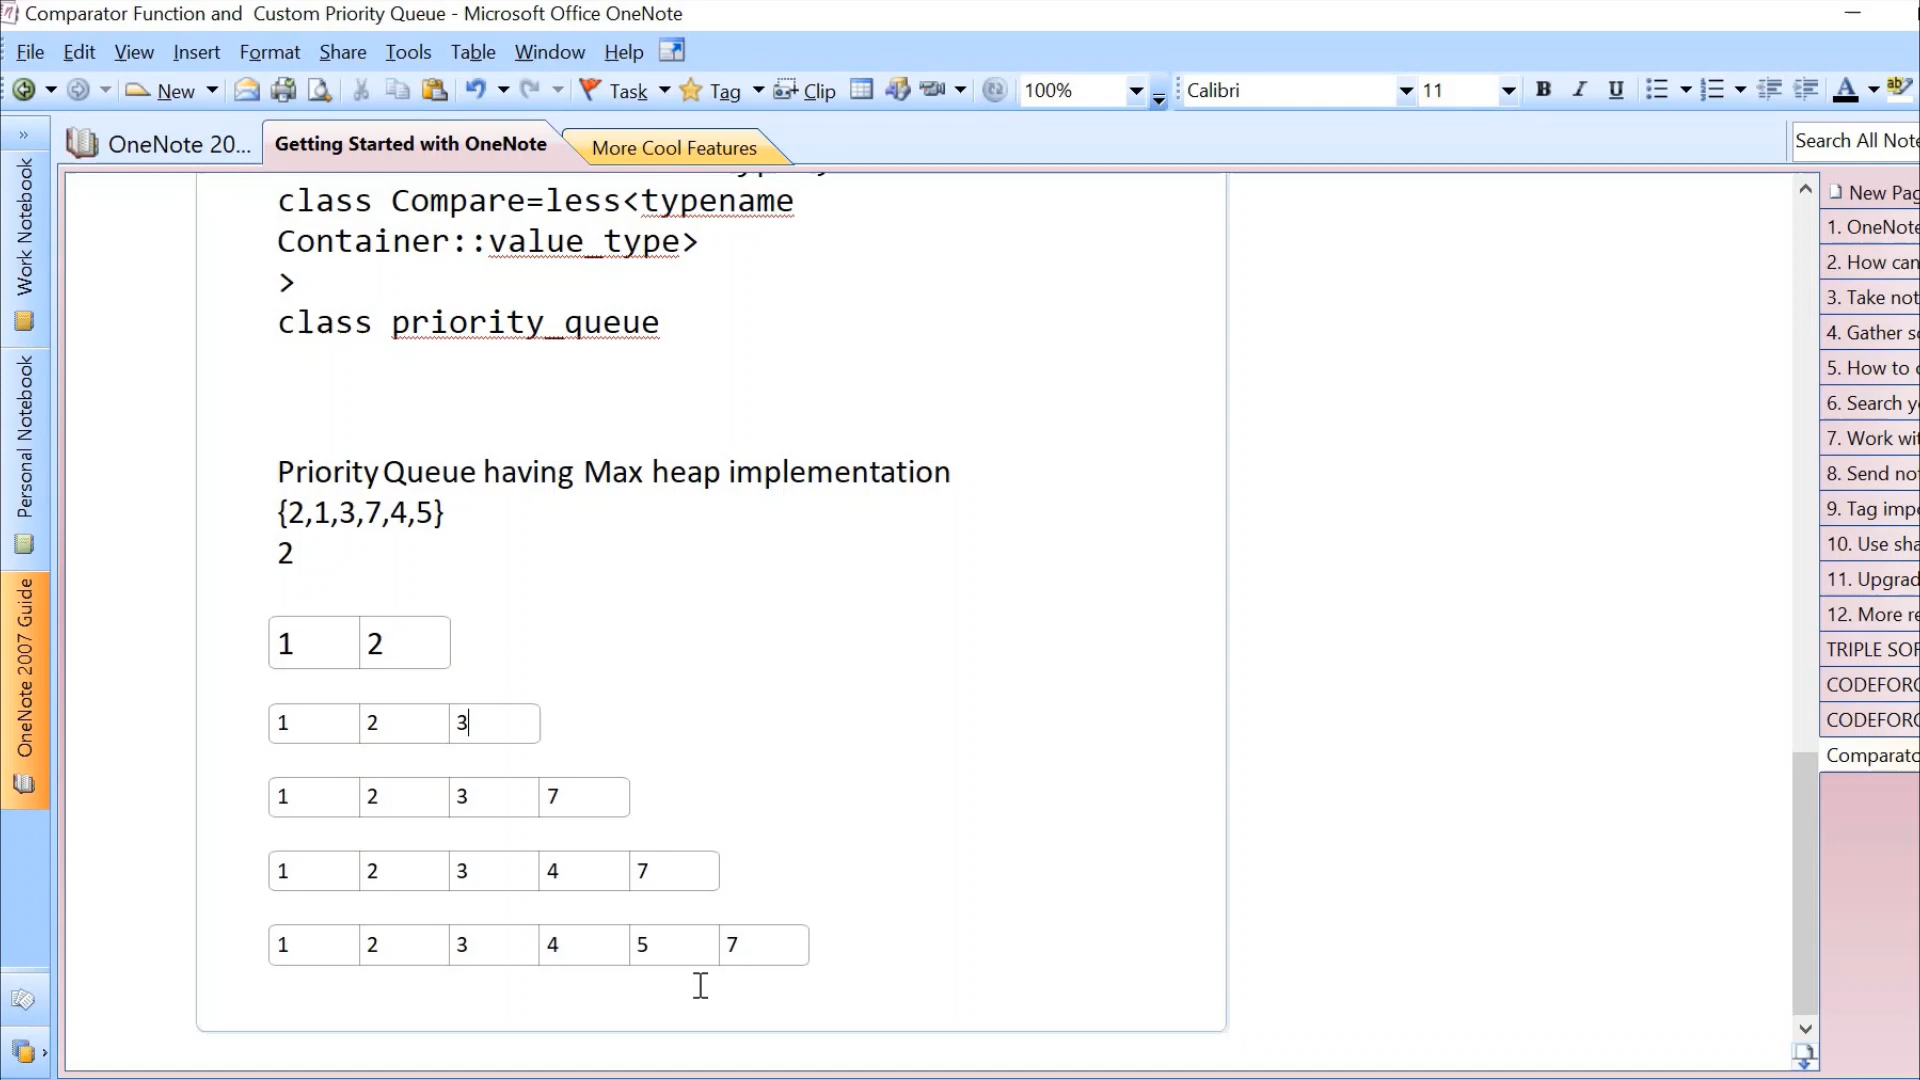 Comparator Function and Custom Priority Queue - Microsoft Office OneNote
File Edit View Insert Format Share Tools Table Window Help
New Task Tag Clip 100% Calibri 11 B I U A
OneNote 20... Getting Started with OneNote More Cool Features Search All Note
Work Notebook
Personal Notebook
OneNote 2007 Guide
class Compare=less<typename
Container::value_type>
>
class priority_queue
Priority Queue having Max heap implementation
{2,1,3,7,4,5}
2
1 2
1 2 3
1 2 3 7
1 2 3 4 7
1 2 3 4 5 7
New Pag
1. OneNote
2. How can
3. Take not
4. Gather s
5. How to
6. Search y
7. Work wit
8. Send not
9. Tag impo
10. Use sha
11. Upgrad
12. More re
TRIPLE SOF
CODEFORC
CODEFORC
Comparato